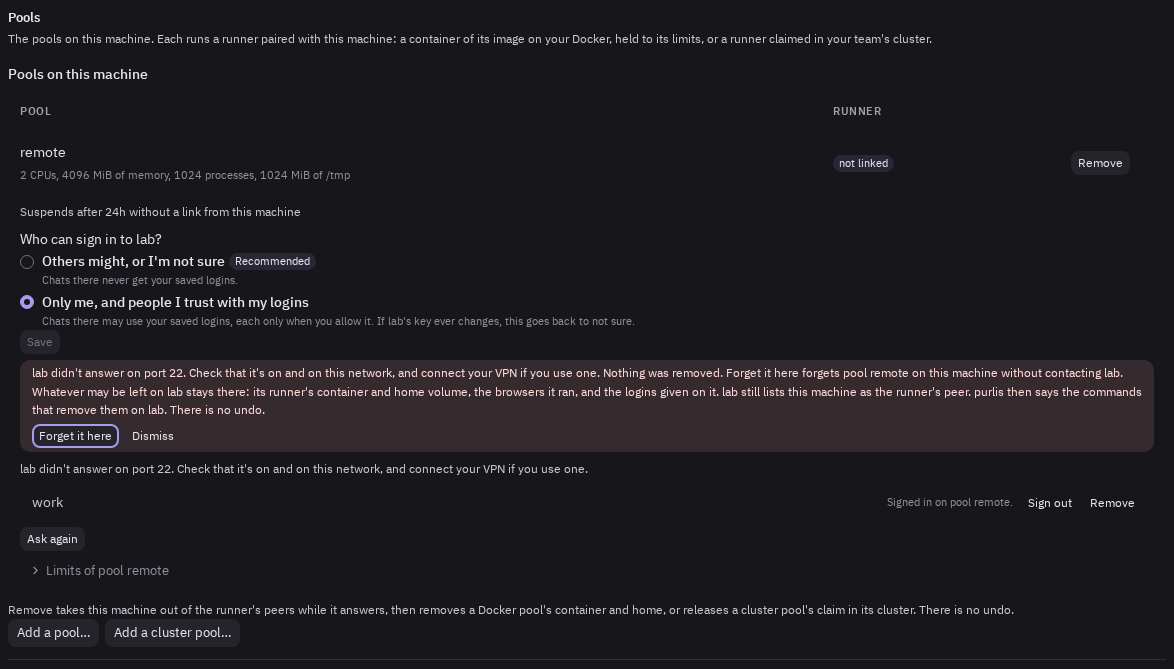 Pools
The pools on this machine. Each runs a runner paired with this machine: a container of its image on your Docker, held to its limits, or a runner claimed in your team's cluster.
Pools on this machine
POOL RUNNER
remote
2 CPUs, 4096 MiB of memory, 1024 processes, 1024 MiB of /tmp
not linked
Remove
Suspends after 24h without a link from this machine
Who can sign in to lab?
Others might, or I'm not sure Recommended
Chats there never get your saved logins.
Only me, and people I trust with my logins
Chats there may use your saved logins, each only when you allow it. If lab's key ever changes, this goes back to not sure.
Save
lab didn't answer on port 22. Check that it's on and on this network, and connect your VPN if you use one. Nothing was removed. Forget it here forgets pool remote on this machine without contacting lab.
Whatever may be left on lab stays there: its runner's container and home volume, the browsers it ran, and the logins given on it. lab still lists this machine as the runner's peer. purlis then says the commands
that remove them on lab. There is no undo.
Forget it here Dismiss
lab didn't answer on port 22. Check that it's on and on this network, and connect your VPN if you use one.
work Signed in on pool remote. Sign out Remove
Ask again
Limits of pool remote
Remove takes this machine out of the runner's peers while it answers, then removes a Docker pool's container and home, or releases a cluster pool's claim in its cluster. There is no undo.
Add a pool... Add a cluster pool...